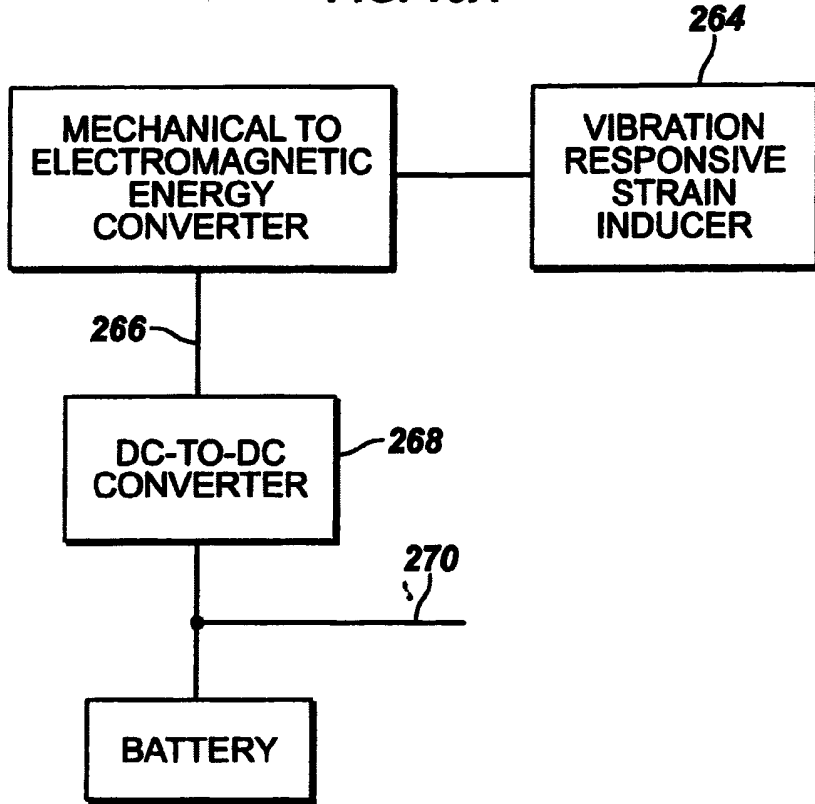 264
MECHANICAL TO
ELECTROMAGNETIC
ENERGY
CONVERTER
VIBRATION
RESPONSIVE
STRAIN
INDUCER
266
DC-TO-DC
CONVERTER
268
270
BATTERY